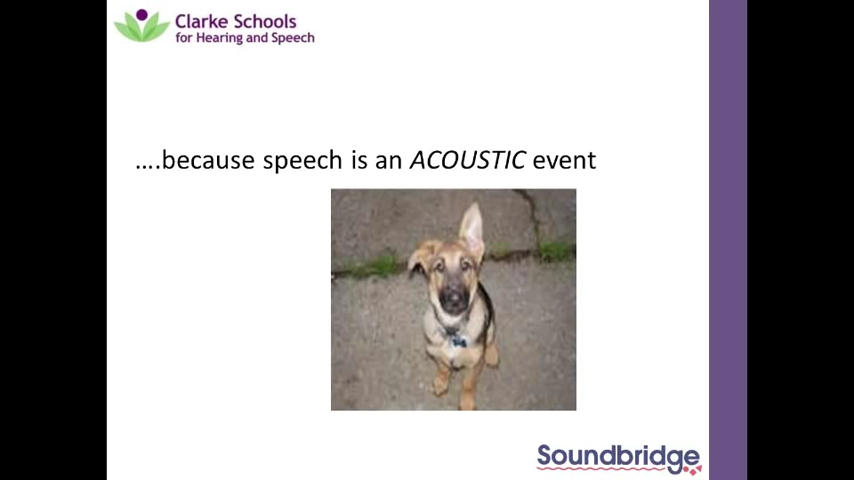 Clarke Schools
for Hearing and Speech
….because speech is an ACOUSTIC event
Soundbridge